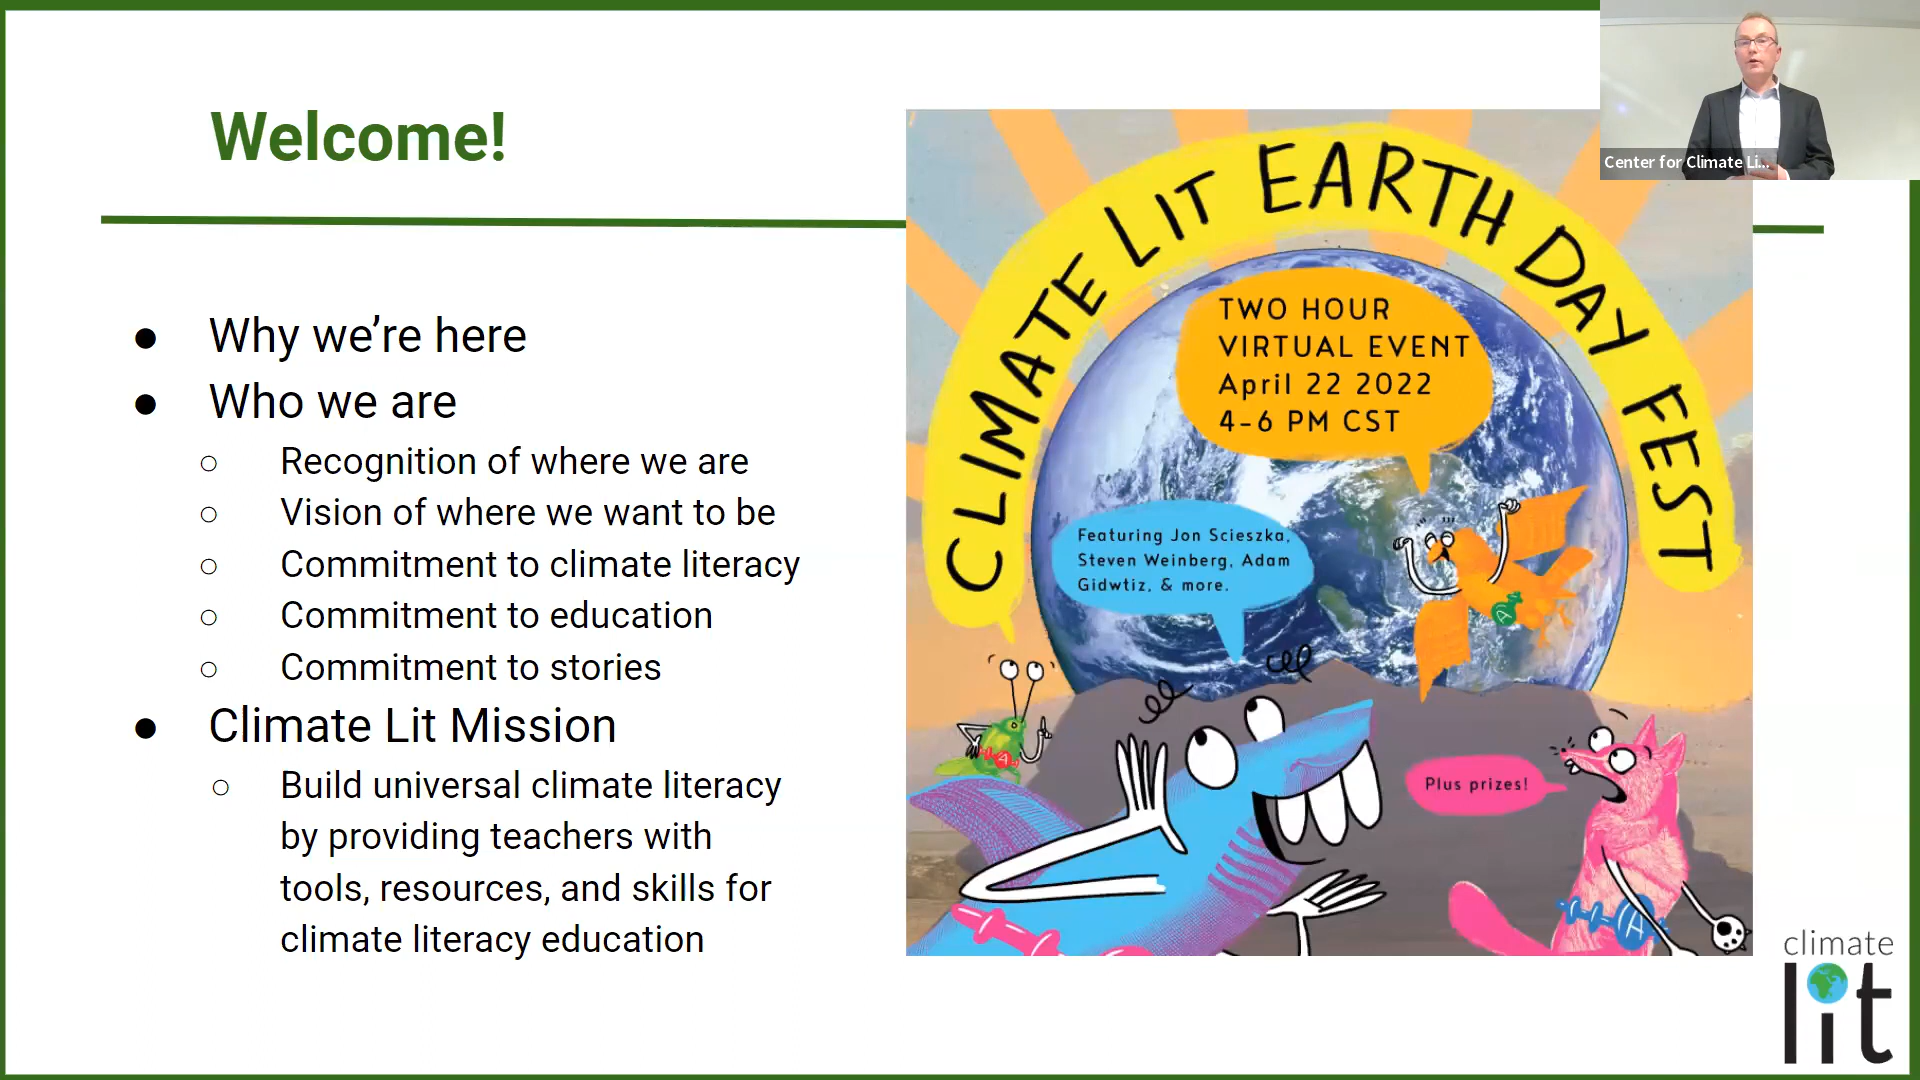 Welcome!
Center for Climate Li...
● Why we’re here
● Who we are
○ Recognition of where we are
○ Vision of where we want to be
○ Commitment to climate literacy
○ Commitment to education
○ Commitment to stories
● Climate Lit Mission
○ Build universal climate literacy
by providing teachers with
tools, resources, and skills for
climate literacy education
CLIMATE LIT EARTH DAY FEST
TWO HOUR
VIRTUAL EVENT
April 22 2022
4-6 PM CST
Featuring Jon Scieszka,
Steven Weinberg, Adam
Gidwtiz, & more.
Plus prizes!
A
A
A
climate
lit